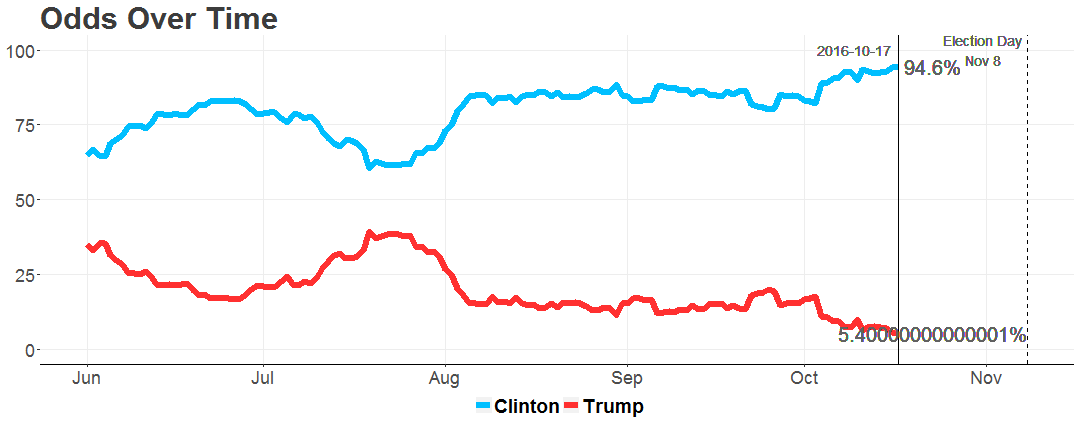 Odds Over Time
100
75
50
25
0
2016-10-17
Election Day
Nov 8
94.6%
5.40000000000001%
Jun
Jul
Aug
Sep
Oct
Nov
Clinton
Trump